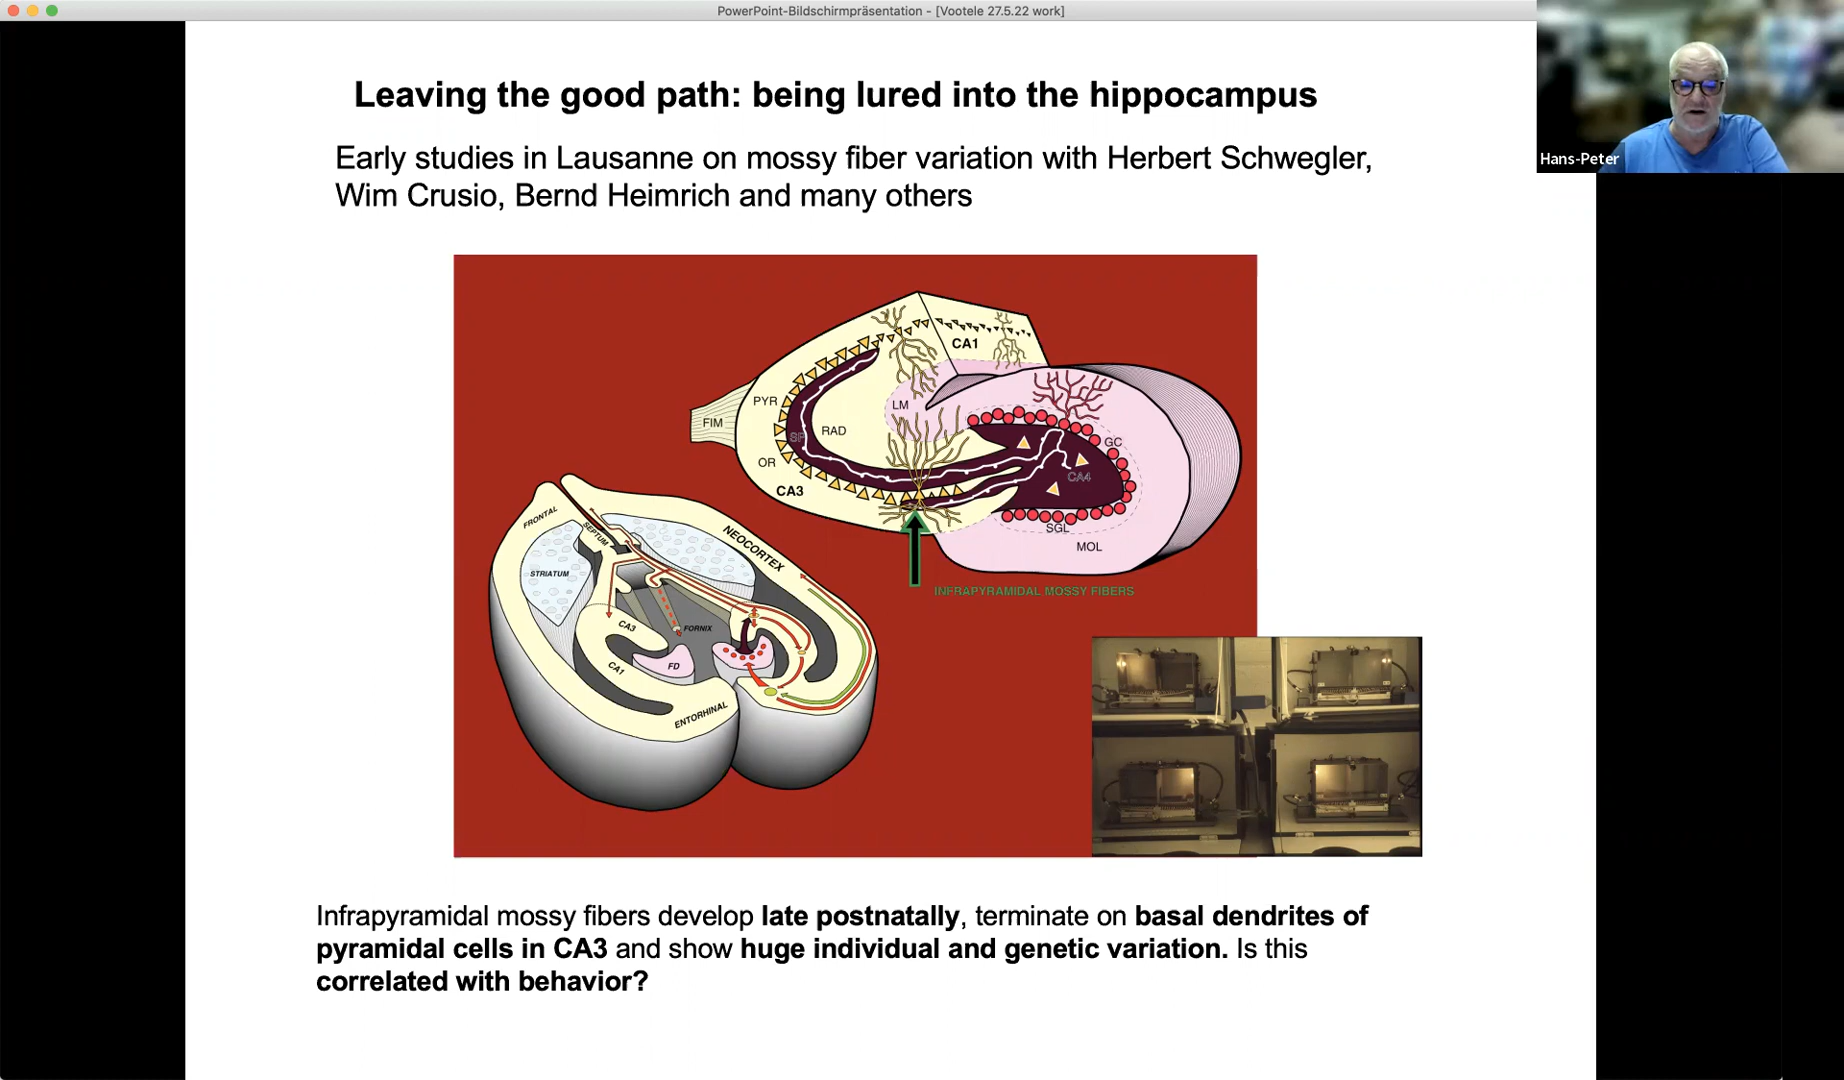 PowerPoint-Bildschirmpräsentation - [Vootele 27.5.22 work]
Leaving the good path: being lured into the hippocampus
Early studies in Lausanne on mossy fiber variation with Herbert Schwegler,
Wim Crusio, Bernd Heimrich and many others
Hans-Peter
CA1
PYR
LM
FIM
SP
RAD
GC
OR
CA4
CA3
SGL
MOL
INFRAPYRAMIDAL MOSSY FIBERS
FRONTAL
SEPTUM
NEOCORTEX
STRIATUM
CA3
FORNIX
CA1
FD
ENTORHINAL
Infrapyramidal mossy fibers develop late postnatally, terminate on basal dendrites of
pyramidal cells in CA3 and show huge individual and genetic variation. Is this
correlated with behavior?